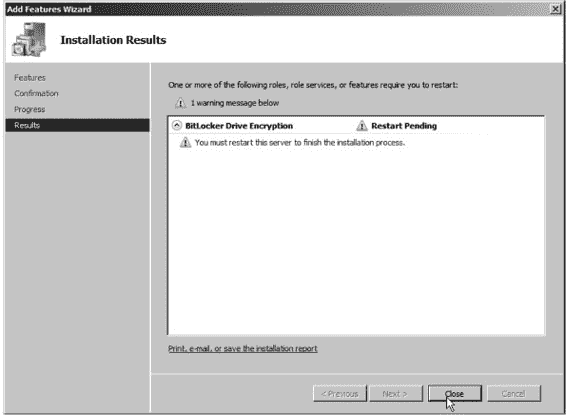 Add Features Wizard
Installation Results
Features
Confirmation
Progress
Results
One or more of the following roles, role services, or features require you to restart:
1 warning message below
BitLocker Drive Encryption Restart Pending
You must restart this server to finish the installation process.
Print, e-mail, or save the installation report
< Previous Next > Close Cancel